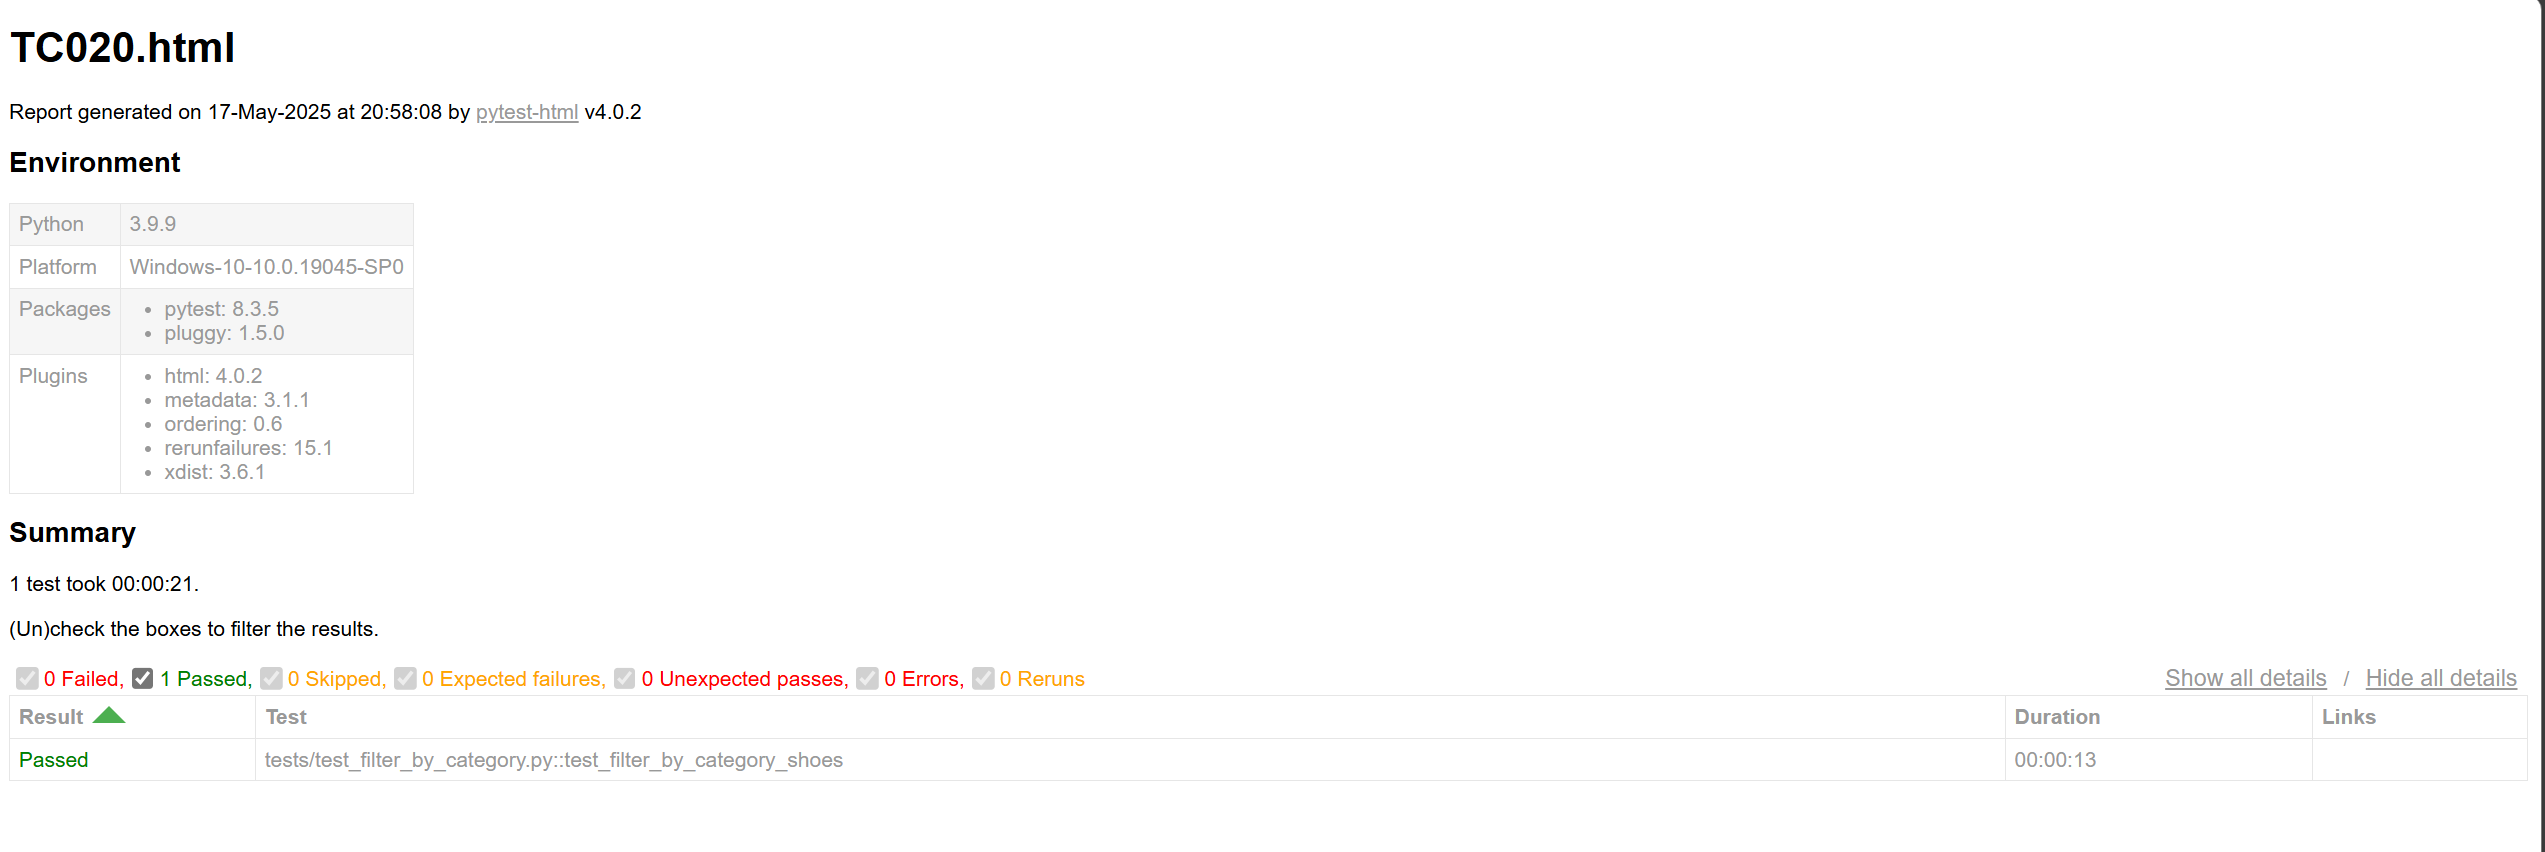 TC020.html
Report generated on 17-May-2025 at 20:58:08 by pytest-html v4.0.2
Environment
Python 3.9.9
Platform Windows-10-10.0.19045-SP0
Packages
• pytest: 8.3.5
• pluggy: 1.5.0
Plugins
• html: 4.0.2
• metadata: 3.1.1
• ordering: 0.6
• rerunfailures: 15.1
• xdist: 3.6.1
Summary
1 test took 00:00:21.
(Un)check the boxes to filter the results.
0 Failed, 1 Passed, 0 Skipped, 0 Expected failures, 0 Unexpected passes, 0 Errors, 0 Reruns Show all details / Hide all details
Result Test Duration Links
Passed tests/test_filter_by_category.py::test_filter_by_category_shoes 00:00:13